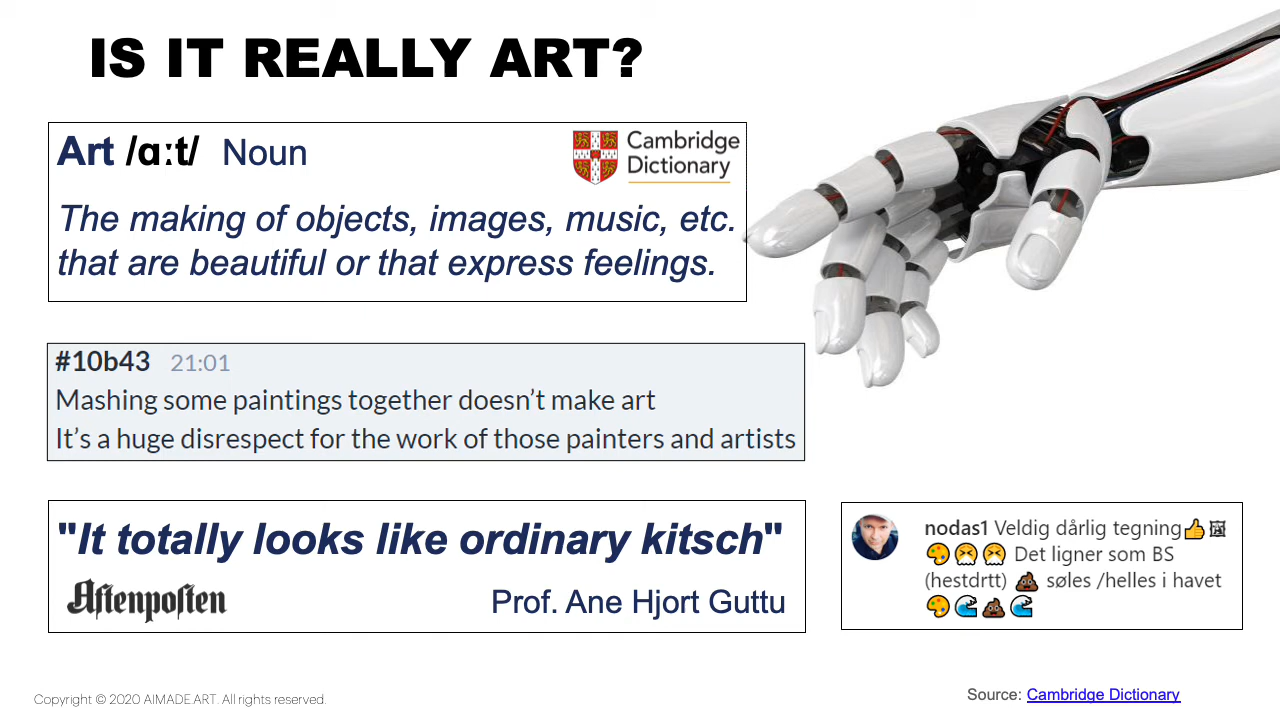 IS IT REALLY ART?
Art /ɑːt/ Noun
Cambridge
Dictionary
The making of objects, images, music, etc.
that are beautiful or that express feelings.
#10b43 21:01
Mashing some paintings together doesn’t make art
It’s a huge disrespect for the work of those painters and artists
"It totally looks like ordinary kitsch"
Aftenposten
Prof. Ane Hjort Guttu
nodas1 Veldig dårlig tegning👍🖼
🎨😤😤 Det ligner som BS
(hestdrtt) 💩 søles /helles i havet
🎨🌊💩🌊
Copyright © 2020 AIMADE.ART. All rights reserved.
Source: Cambridge Dictionary